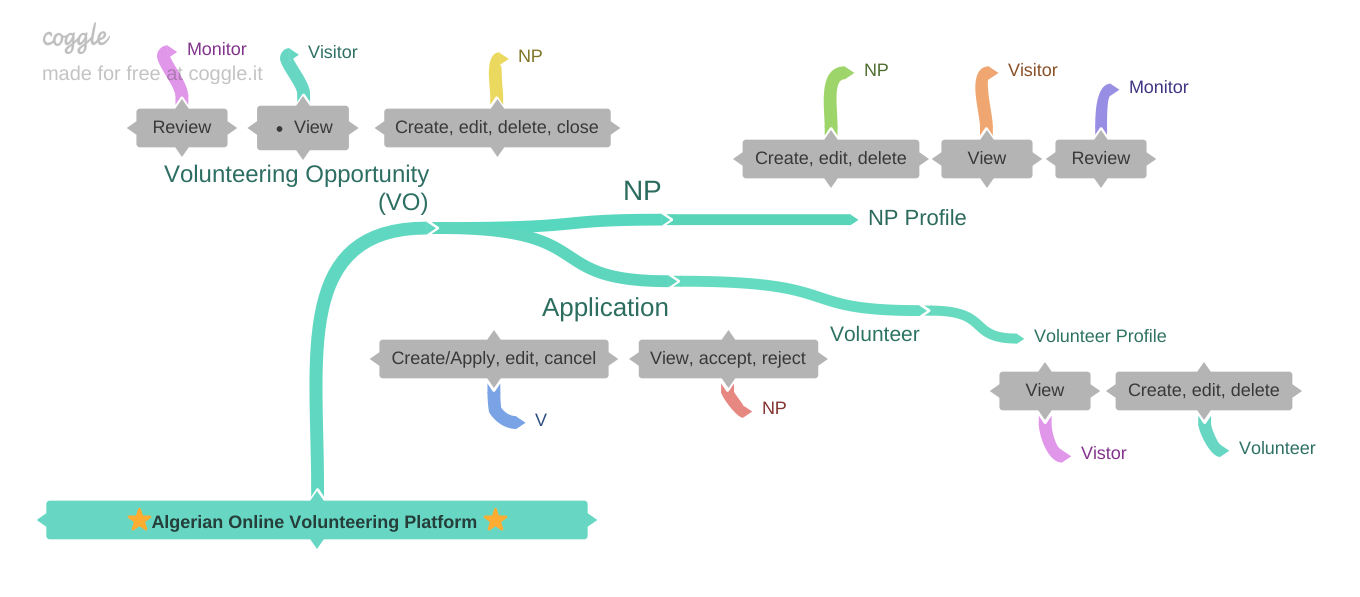 coggle
made for free at coggle.it
Monitor
Visitor
NP
Review
• View
Create, edit, delete, close
Volunteering Opportunity
(VO)
NP
Visitor
Monitor
Create, edit, delete
View
Review
NP
NP Profile
Application
Create/Apply, edit, cancel
View, accept, reject
V
NP
Volunteer
Volunteer Profile
View
Create, edit, delete
Vistor
Volunteer
⭐Algerian Online Volunteering Platform ⭐